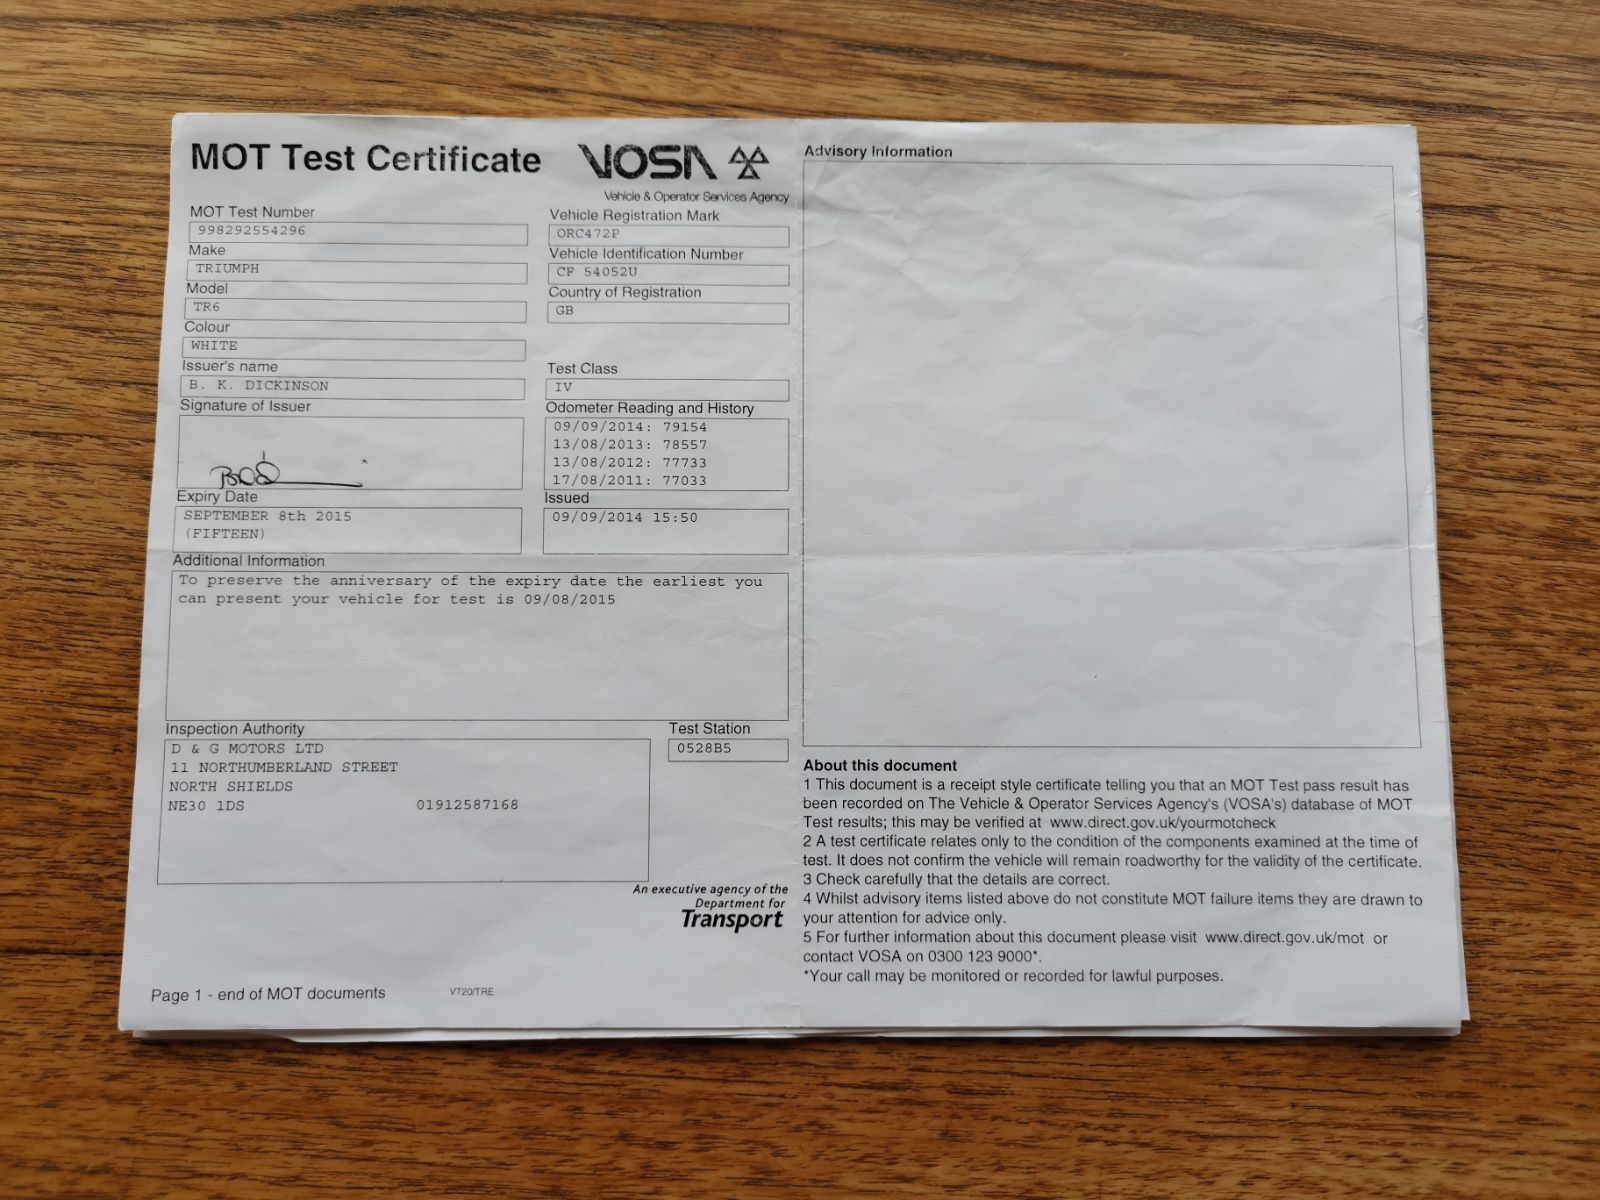 MOT Test Certificate
VOSA
Vehicle & Operator Services Agency
MOT Test Number
998292554296
Vehicle Registration Mark
ORC472P
Make
TRIUMPH
Vehicle Identification Number
CF 54052U
Model
TR6
Country of Registration
GB
Colour
WHITE
Issuer's name
B. K. DICKINSON
Test Class
IV
Signature of Issuer
Odometer Reading and History
09/09/2014: 79154
13/08/2013: 78557
13/08/2012: 77733
17/08/2011: 77033
Expiry Date
SEPTEMBER 8th 2015
(FIFTEEN)
Issued
09/09/2014 15:50
Additional Information
To preserve the anniversary of the expiry date the earliest you
can present your vehicle for test is 09/08/2015
Inspection Authority
D & G MOTORS LTD
11 NORTHUMBERLAND STREET
NORTH SHIELDS
NE30 1DS 01912587168
Test Station
0528B5
An executive agency of the
Department for
Transport
Page 1 - end of MOT documents
VT20/TRE
Advisory Information
About this document
1 This document is a receipt style certificate telling you that an MOT Test pass result has
been recorded on The Vehicle & Operator Services Agency's (VOSA's) database of MOT
Test results; this may be verified at www.direct.gov.uk/yourmotcheck
2 A test certificate relates only to the condition of the components examined at the time of
test. It does not confirm the vehicle will remain roadworthy for the validity of the certificate.
3 Check carefully that the details are correct.
4 Whilst advisory items listed above do not constitute MOT failure items they are drawn to
your attention for advice only.
5 For further information about this document please visit www.direct.gov.uk/mot or
contact VOSA on 0300 123 9000*.
*Your call may be monitored or recorded for lawful purposes.